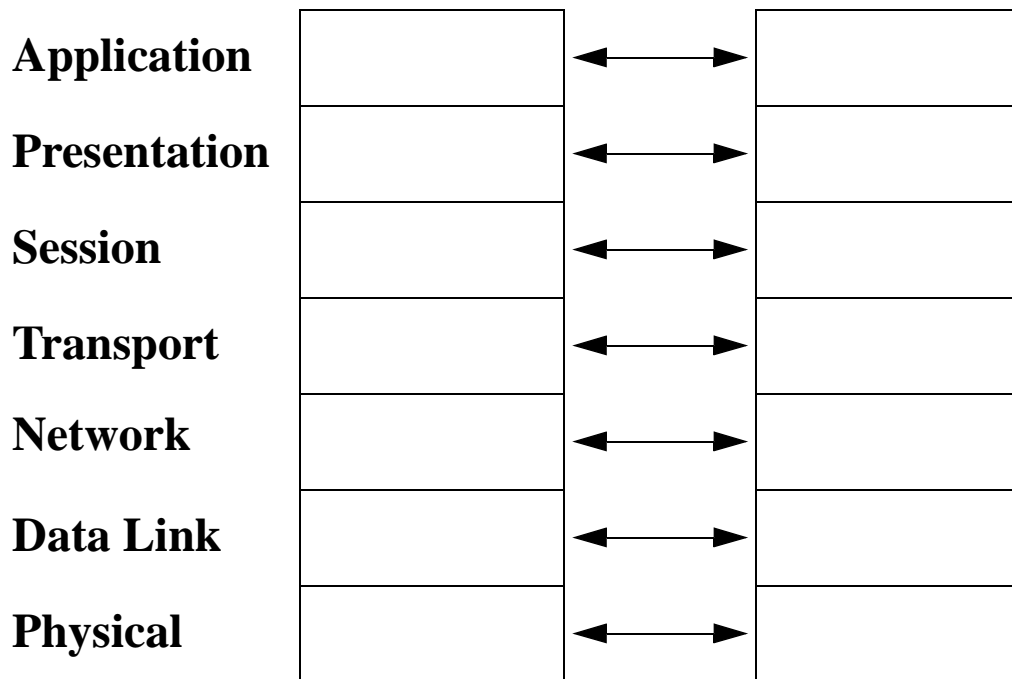 Application
Presentation
Session
Transport
Network
Data Link
Physical